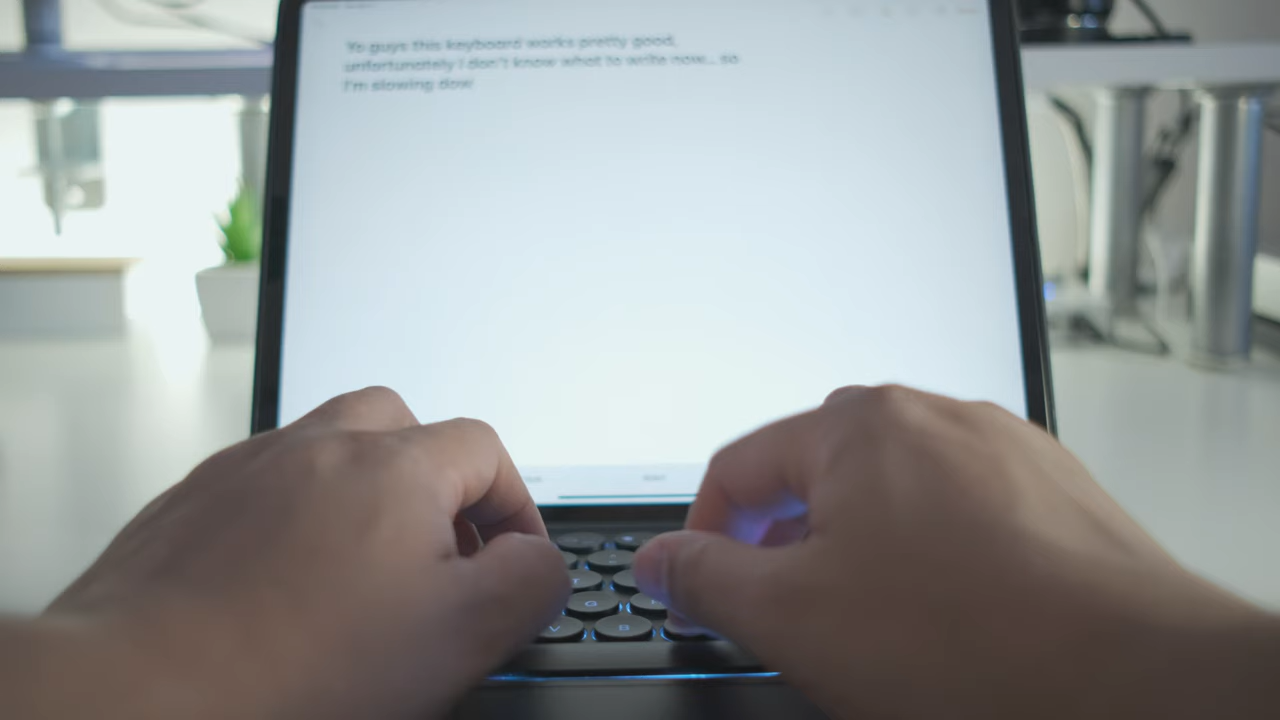 Yo guys this keyboard works pretty good,
unfortunately I don't know what to write now... so
I'm slowing dow
T
G
V B